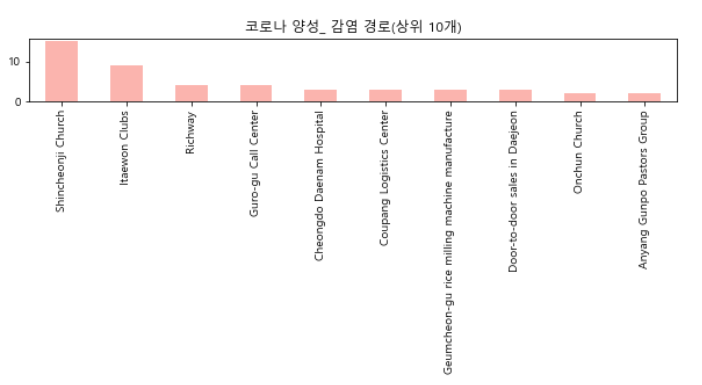 코로나 양성_ 감염 경로(상위 10개)
10
0
Shincheonji Church
Itaewon Clubs
Richway
Guro-gu Call Center
Cheongdo Daenam Hospital
Coupang Logistics Center
Geumcheon-gu rice milling machine manufacture
Door-to-door sales in Daejeon
Onchun Church
Anyang Gunpo Pastors Group